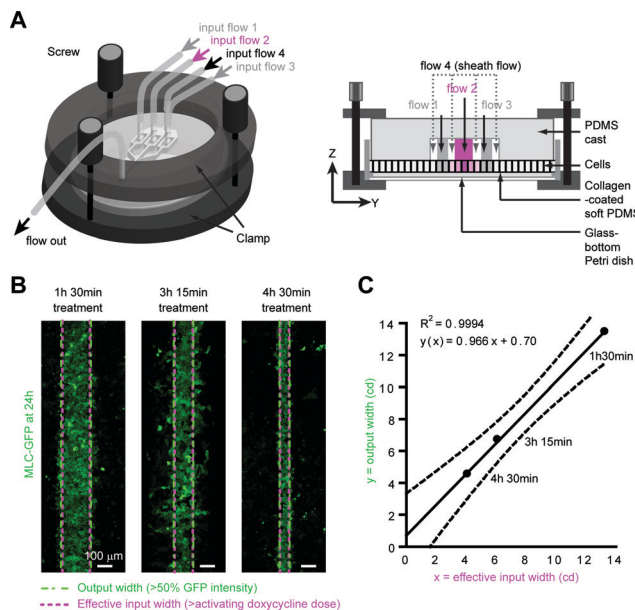 A
Screw
input flow 1
input flow 2
input flow 4
input flow 3
flow out
Clamp
flow 4 (sheath flow)
flow 2
flow 1
flow 3
Z
Y
PDMS
cast
Cells
Collagen
-coated
soft PDMS
Glass-
bottom
Petri dish
B
1h 30min
treatment
3h 15min
treatment
4h 30min
treatment
MLC-GFP at 24h
100 μm
Output width (>50% GFP intensity)
Effective input width (>activating doxycycline dose)
C
R² = 0.9994
y(x) = 0.966 x + 0.70
1h30min
3h 15min
4h 30min
y = output width (cd)
14
12
10
8
6
4
2
0
0 2 4 6 8 10 12 14
x = effective input width (cd)